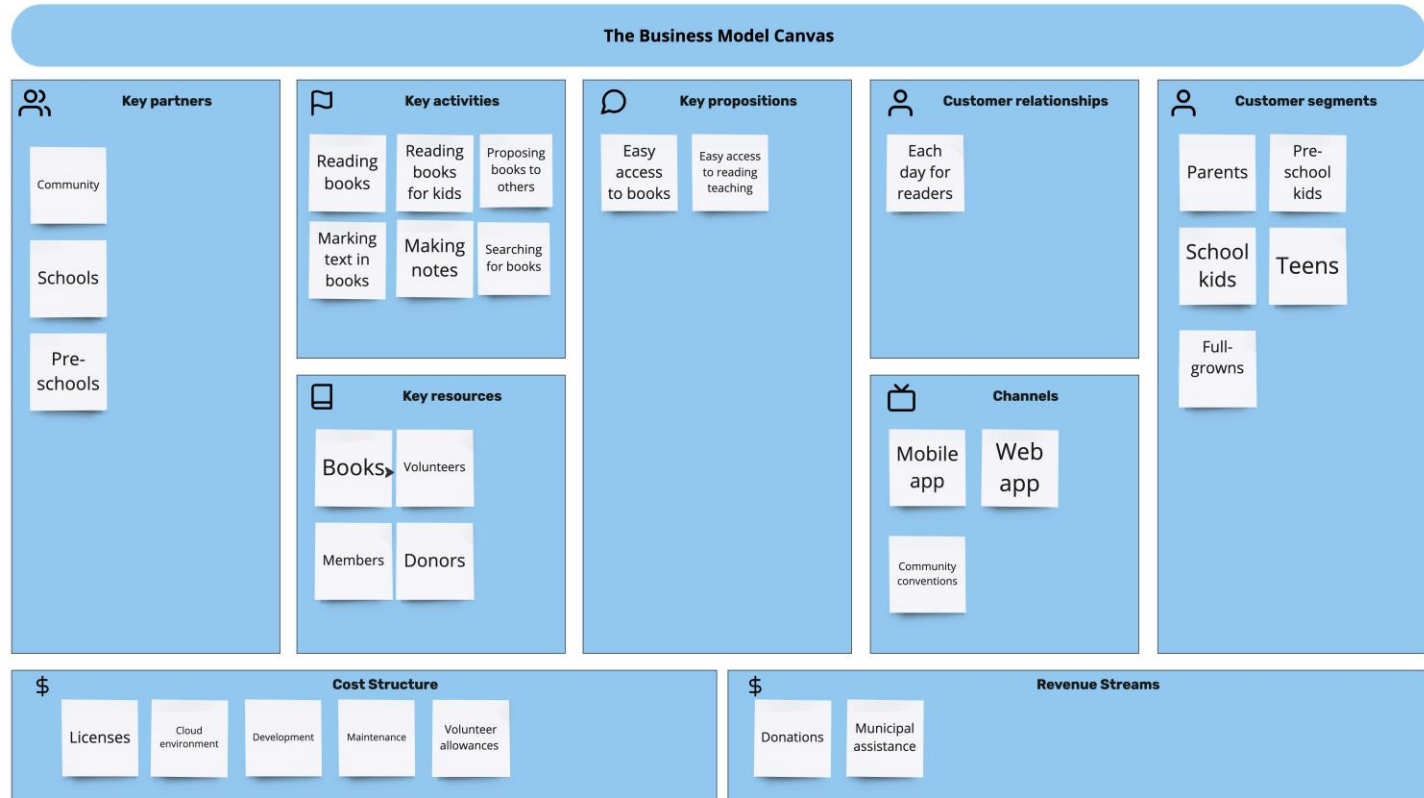 The Business Model Canvas
Key partners
Community
Schools
Pre-
schools
Key activities
Reading
books
Reading
books
for kids
Proposing
books to
others
Marking
text in
books
Making
notes
Searching
for books
Key resources
Books
Volunteers
Members
Donors
Key propositions
Easy
access
to books
Easy access
to reading
teaching
Customer relationships
Each
day for
readers
Channels
Mobile
app
Web
app
Community
conventions
Customer segments
Parents
Pre-
school
kids
School
kids
Teens
Full-
growns
$
Cost Structure
Licenses
Cloud
environment
Development
Maintenance
Volunteer
allowances
$
Revenue Streams
Donations
Municipal
assistance